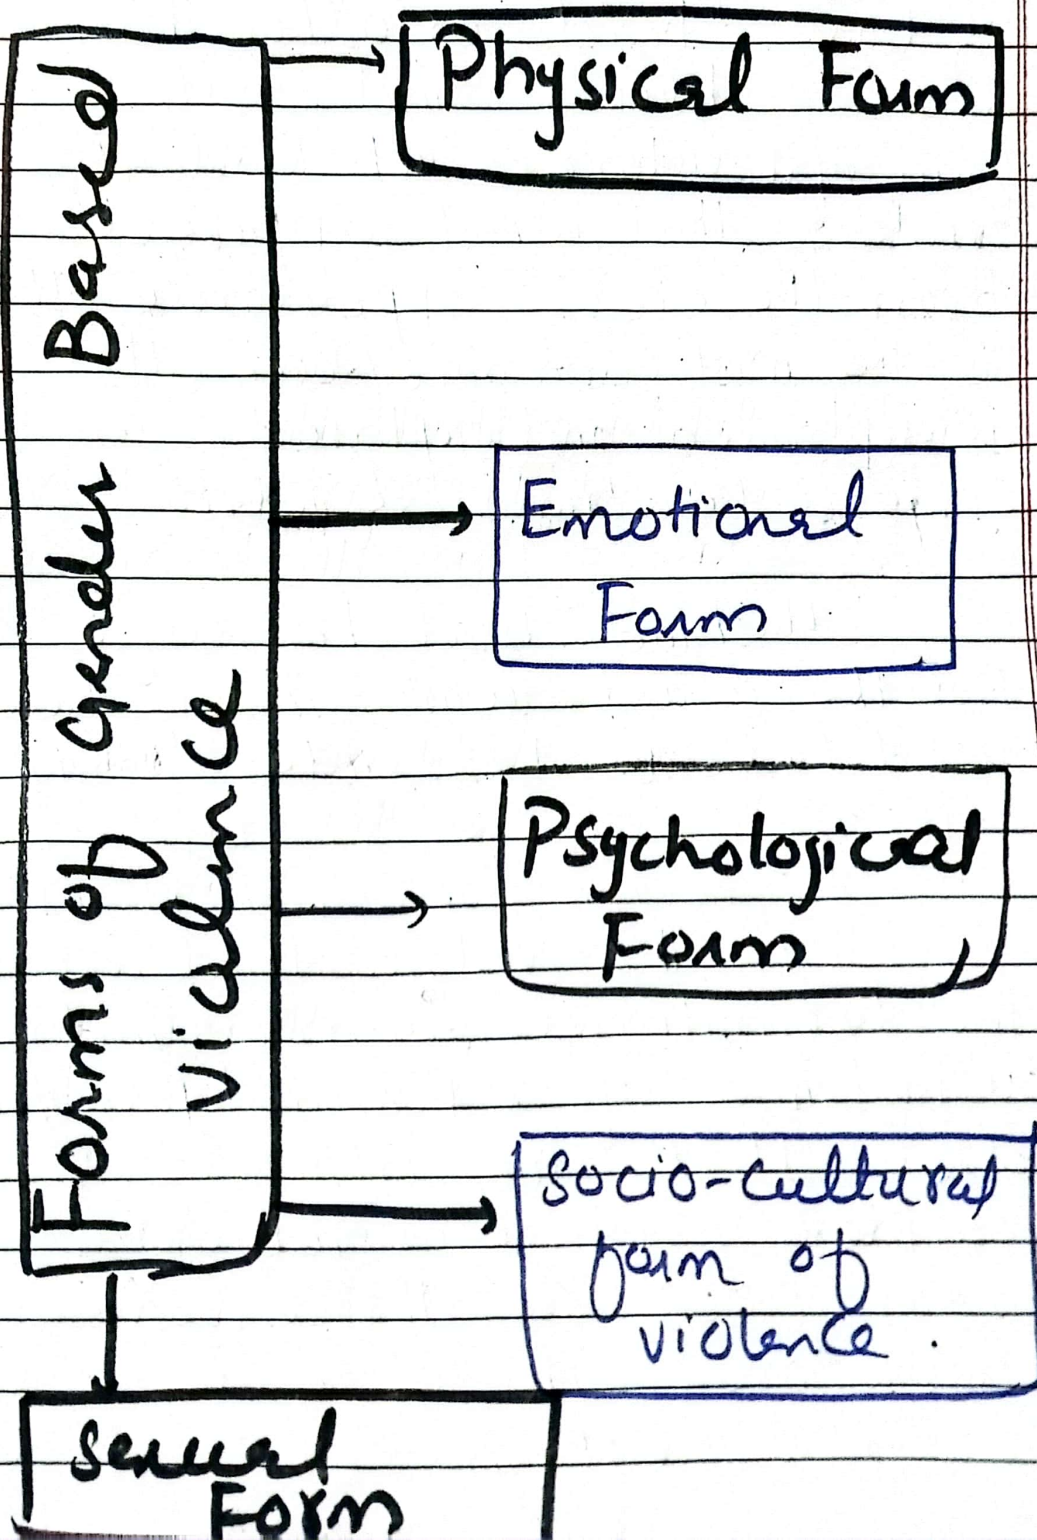 Forms of Gender Based
Violence
Physical Form
Emotional
Form
Psychological
Form
Socio-Cultural
form of
violence.
Sexual
Form